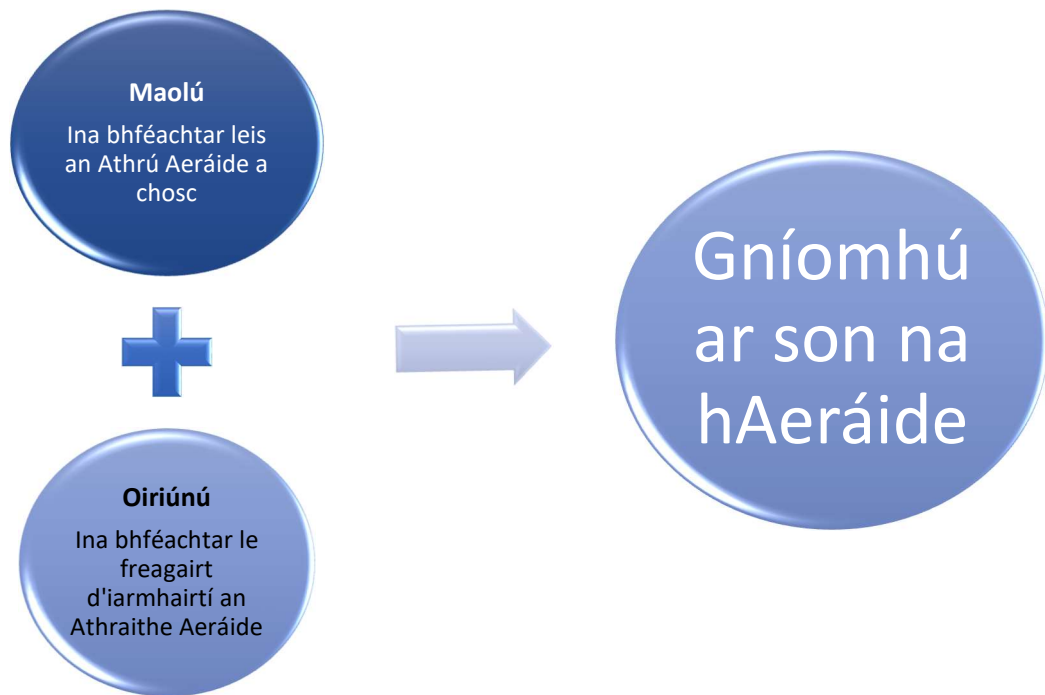 Maolú
Ina bhféachtar leis
an Athrú Aeráide a
chosc
Oiriúnú
Ina bhféachtar le
freagairt
d'iarmhairtí an
Athraithe Aeráide
Gníomhú
ar son na
hAeráide